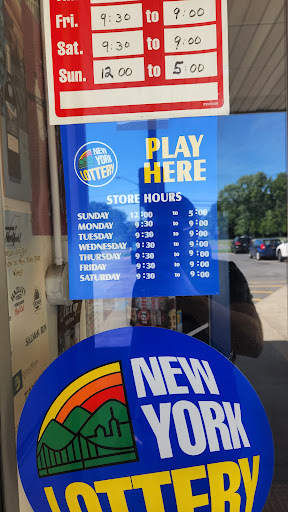 Fri. 9:30 to 9:00
Sat. 9:30 to 9:00
Sun. 12:00 to 5:00
NEW
YORK
LOTTERY
PLAY
HERE
STORE HOURS
SUNDAY 12:00 to 5:00
MONDAY 9:30 to 9:00
TUESDAY 9:30 to 9:00
WEDNESDAY 9:30 to 9:00
THURSDAY 9:30 to 9:00
FRIDAY 9:30 to 9:00
SATURDAY 9:30 to 9:00
NEW
YORK
LOTTERY